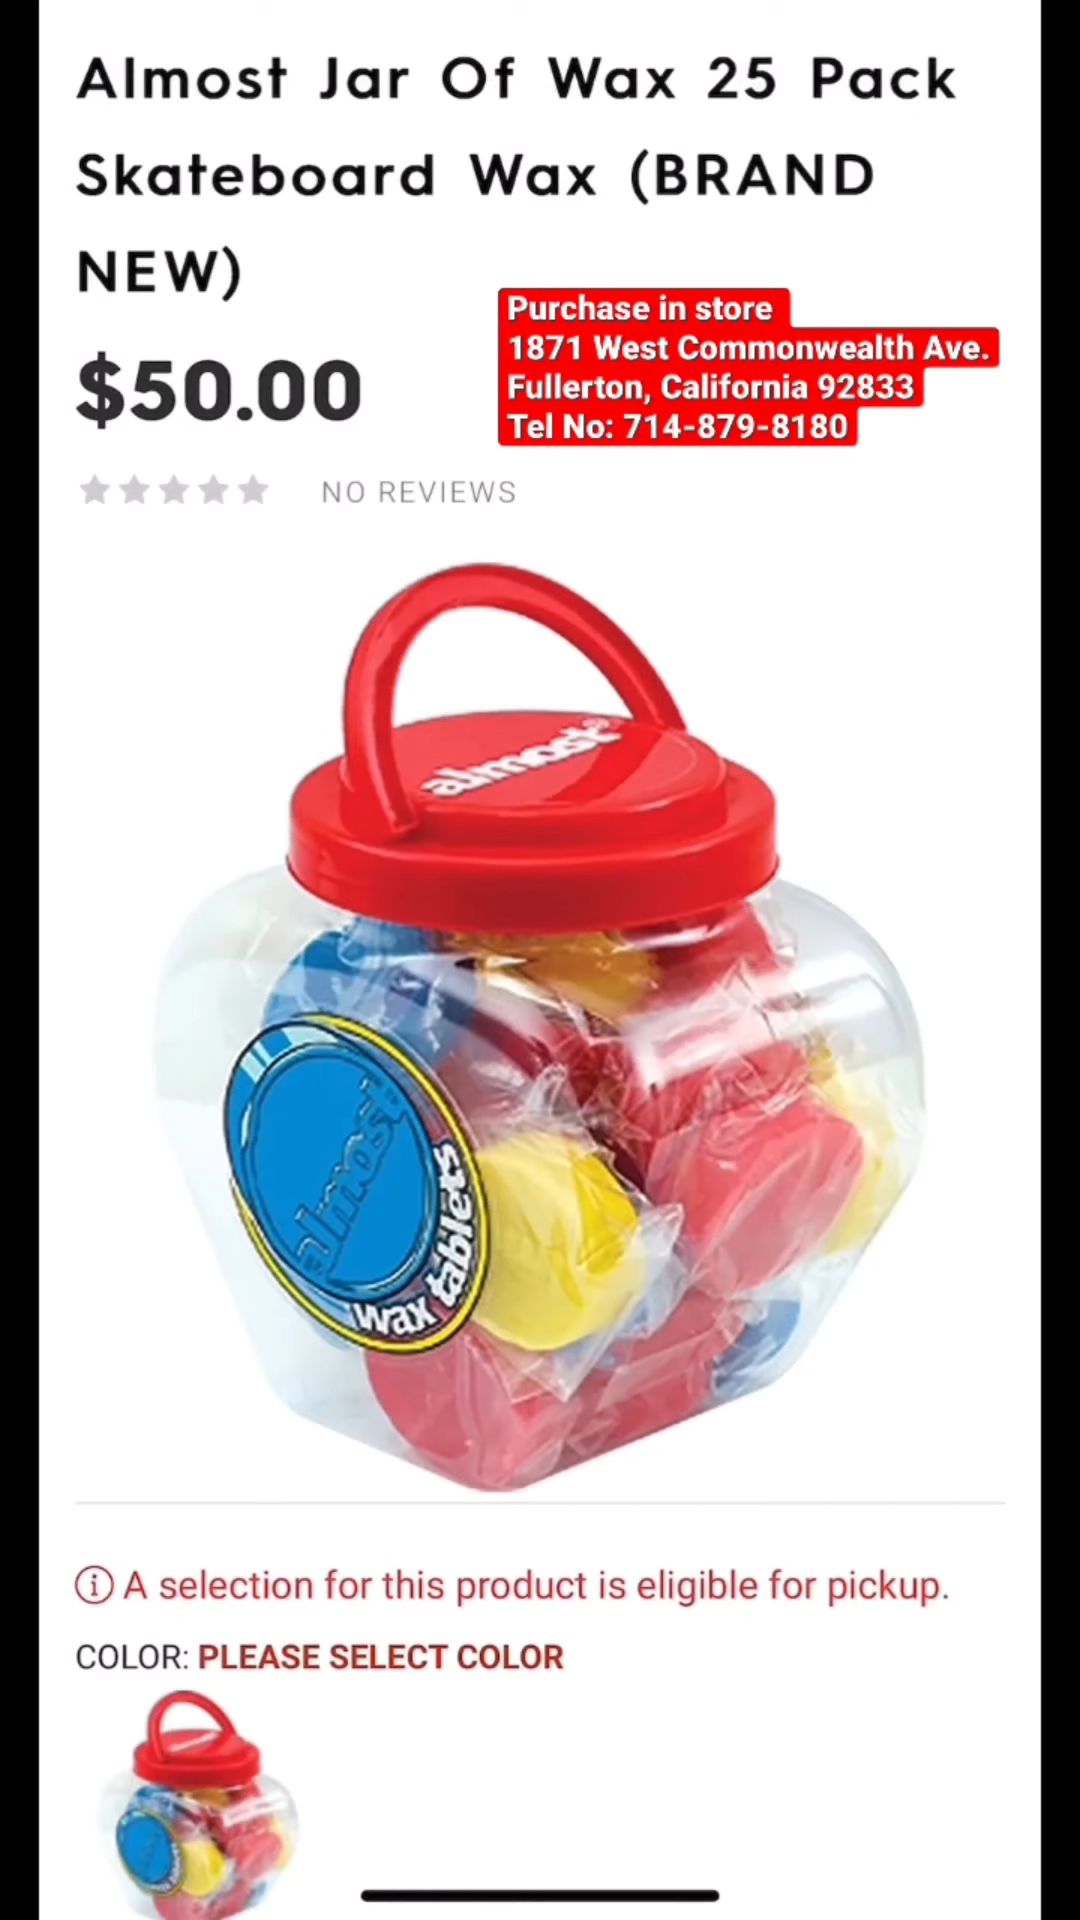 Almost Jar Of Wax 25 Pack
Skateboard Wax (BRAND
NEW)
Purchase in store
1871 West Commonwealth Ave.
Fullerton, California 92833
Tel No: 714-879-8180
$50.00
NO REVIEWS
almost®
almost
wax tablets
A selection for this product is eligible for pickup.
COLOR: PLEASE SELECT COLOR